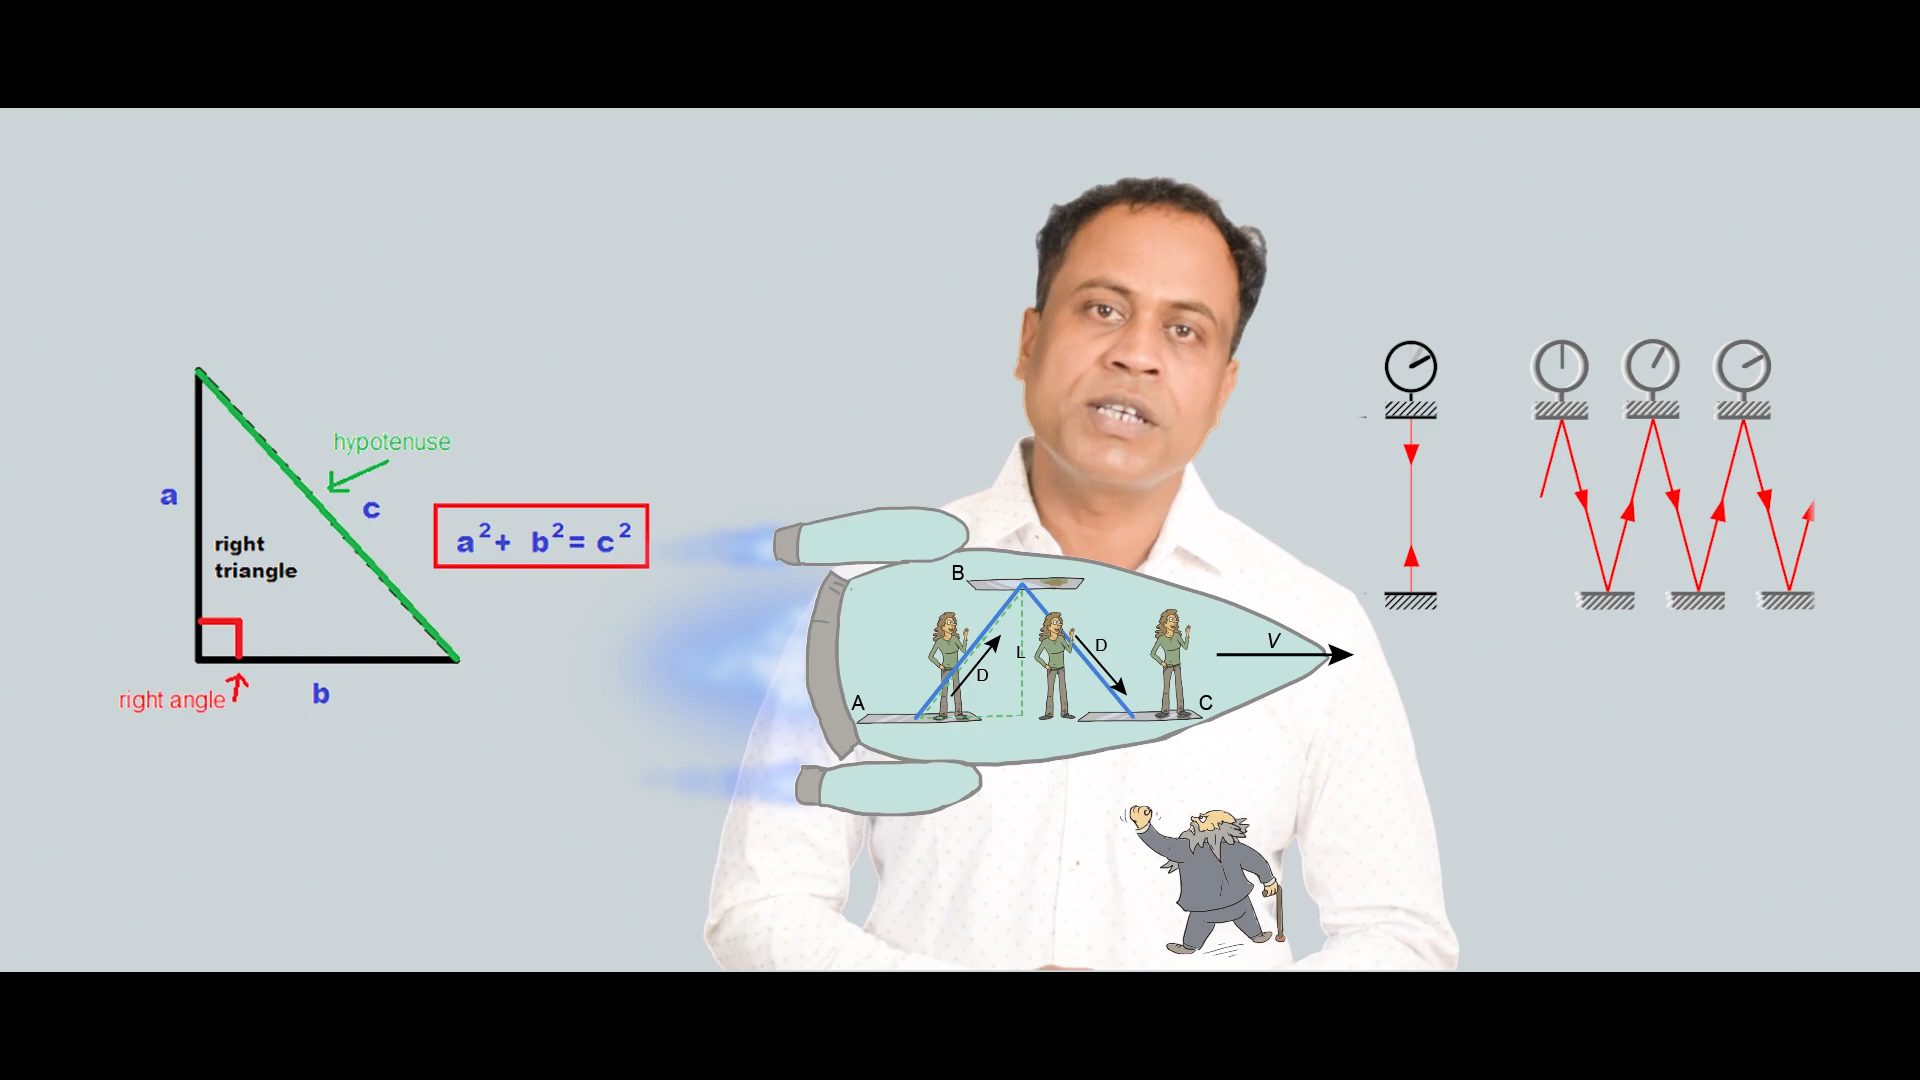 hypotenuse
a
c
right
triangle
a²+ b²= c²
right angle
b
B
L
D
D
V
A
C